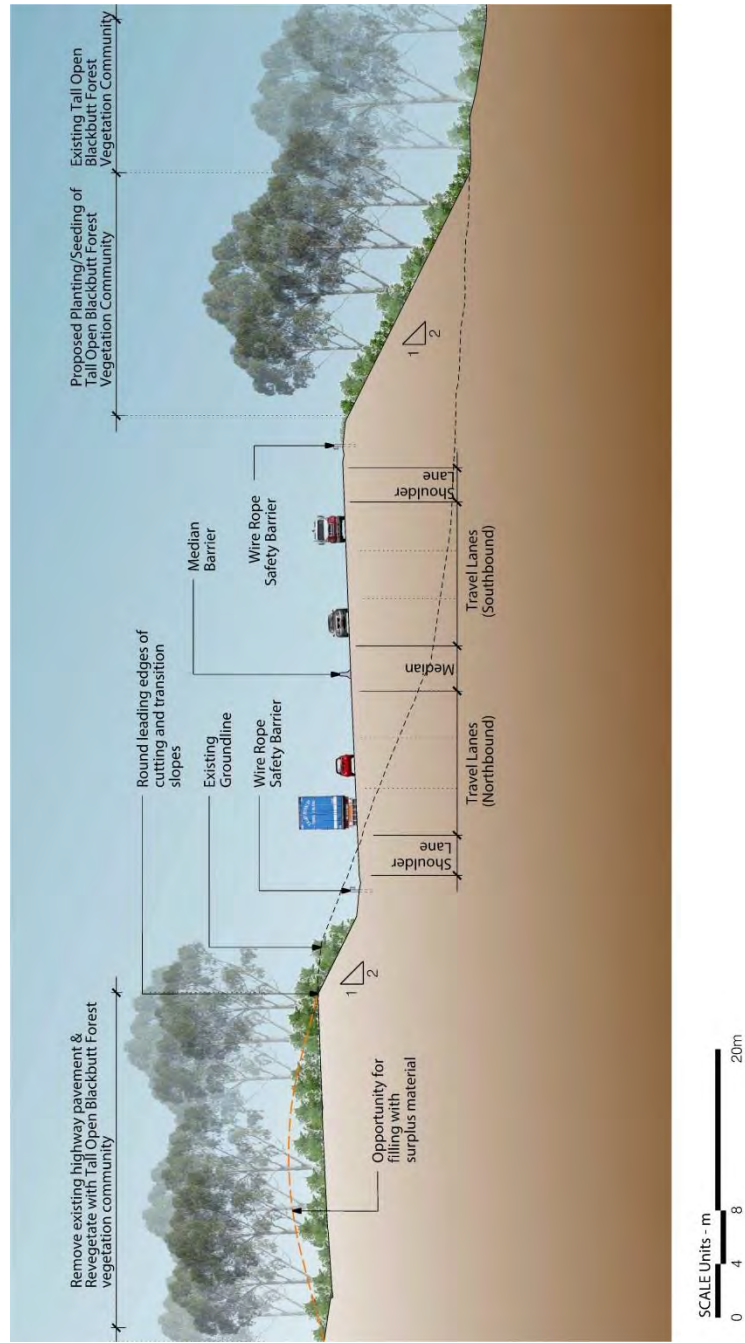 Remove existing highway pavement &
Revegetate with Tall Open Blackbutt Forest
vegetation community
Round leading edges of
cutting and transition
slopes
Existing
Groundline
Wire Rope
Safety Barrier
Median
Barrier
Wire Rope
Safety Barrier
Proposed Planting/Seeding of
Tall Open Blackbutt Forest
Vegetation Community
Existing Tall Open
Blackbutt Forest
Vegetation Community
Opportunity for
filling with
surplus material
1
2
1
2
Shoulder
Lane
Travel Lanes
(Northbound)
Median
Travel Lanes
(Southbound)
Shoulder
Lane
SCALE Units - m
0
4
8
20m